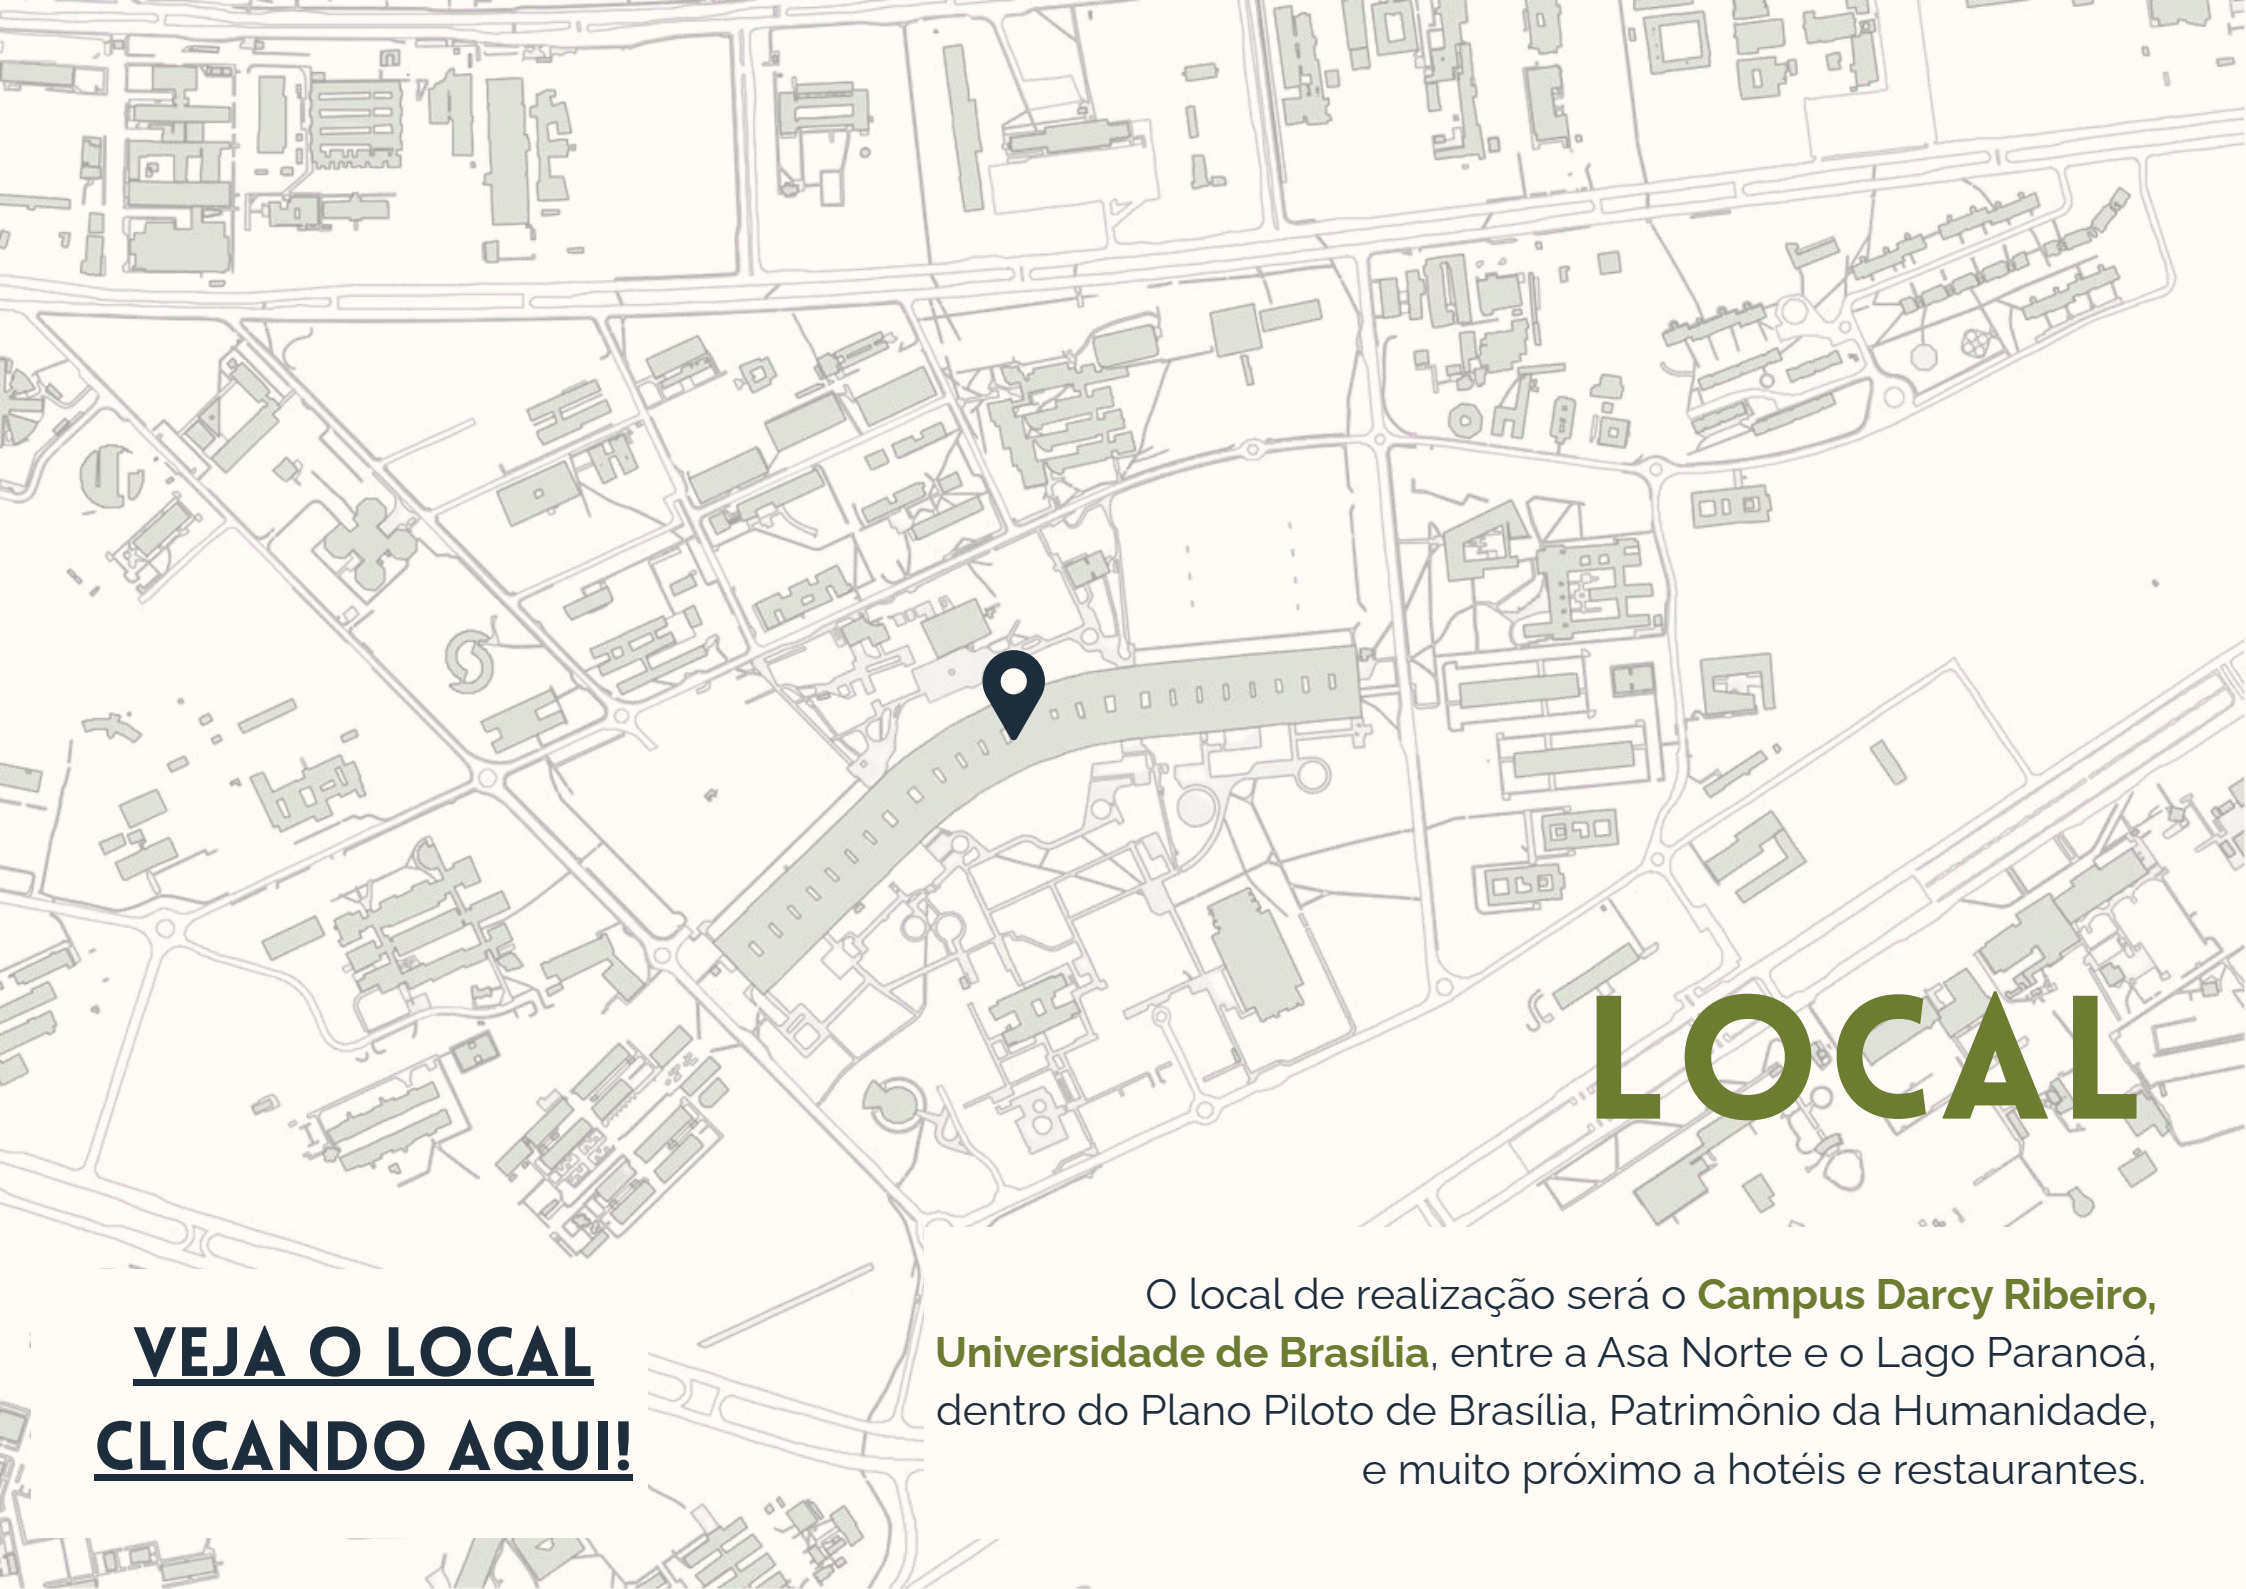 LOCAL
O local de realização será o Campus Darcy Ribeiro,
Universidade de Brasília, entre a Asa Norte e o Lago Paranoá,
dentro do Plano Piloto de Brasília, Patrimônio da Humanidade,
e muito próximo a hotéis e restaurantes.
VEJA O LOCAL
CLICANDO AQUI!